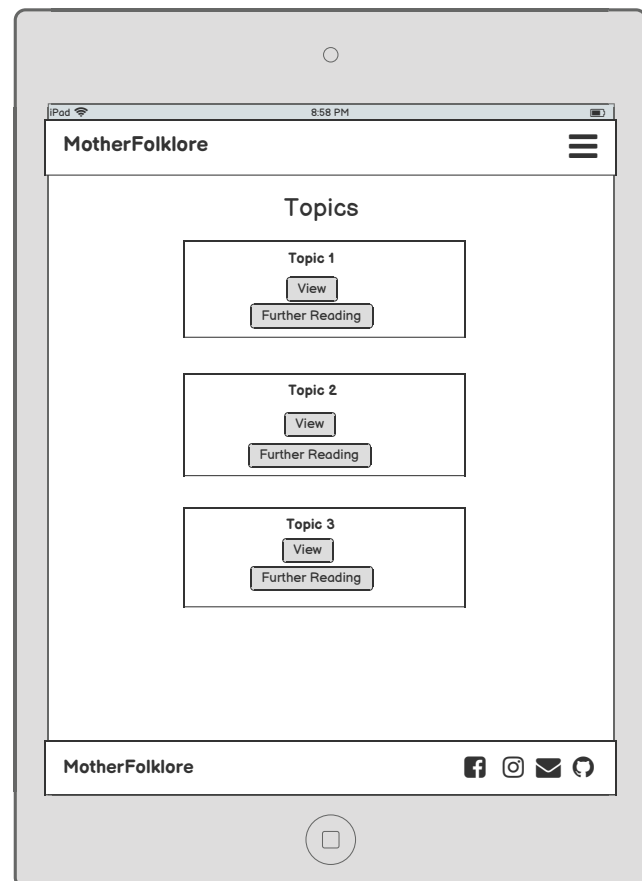 iPad 8:58 PM
MotherFolklore
Topics
Topic 1
View
Further Reading
Topic 2
View
Further Reading
Topic 3
View
Further Reading
MotherFolklore